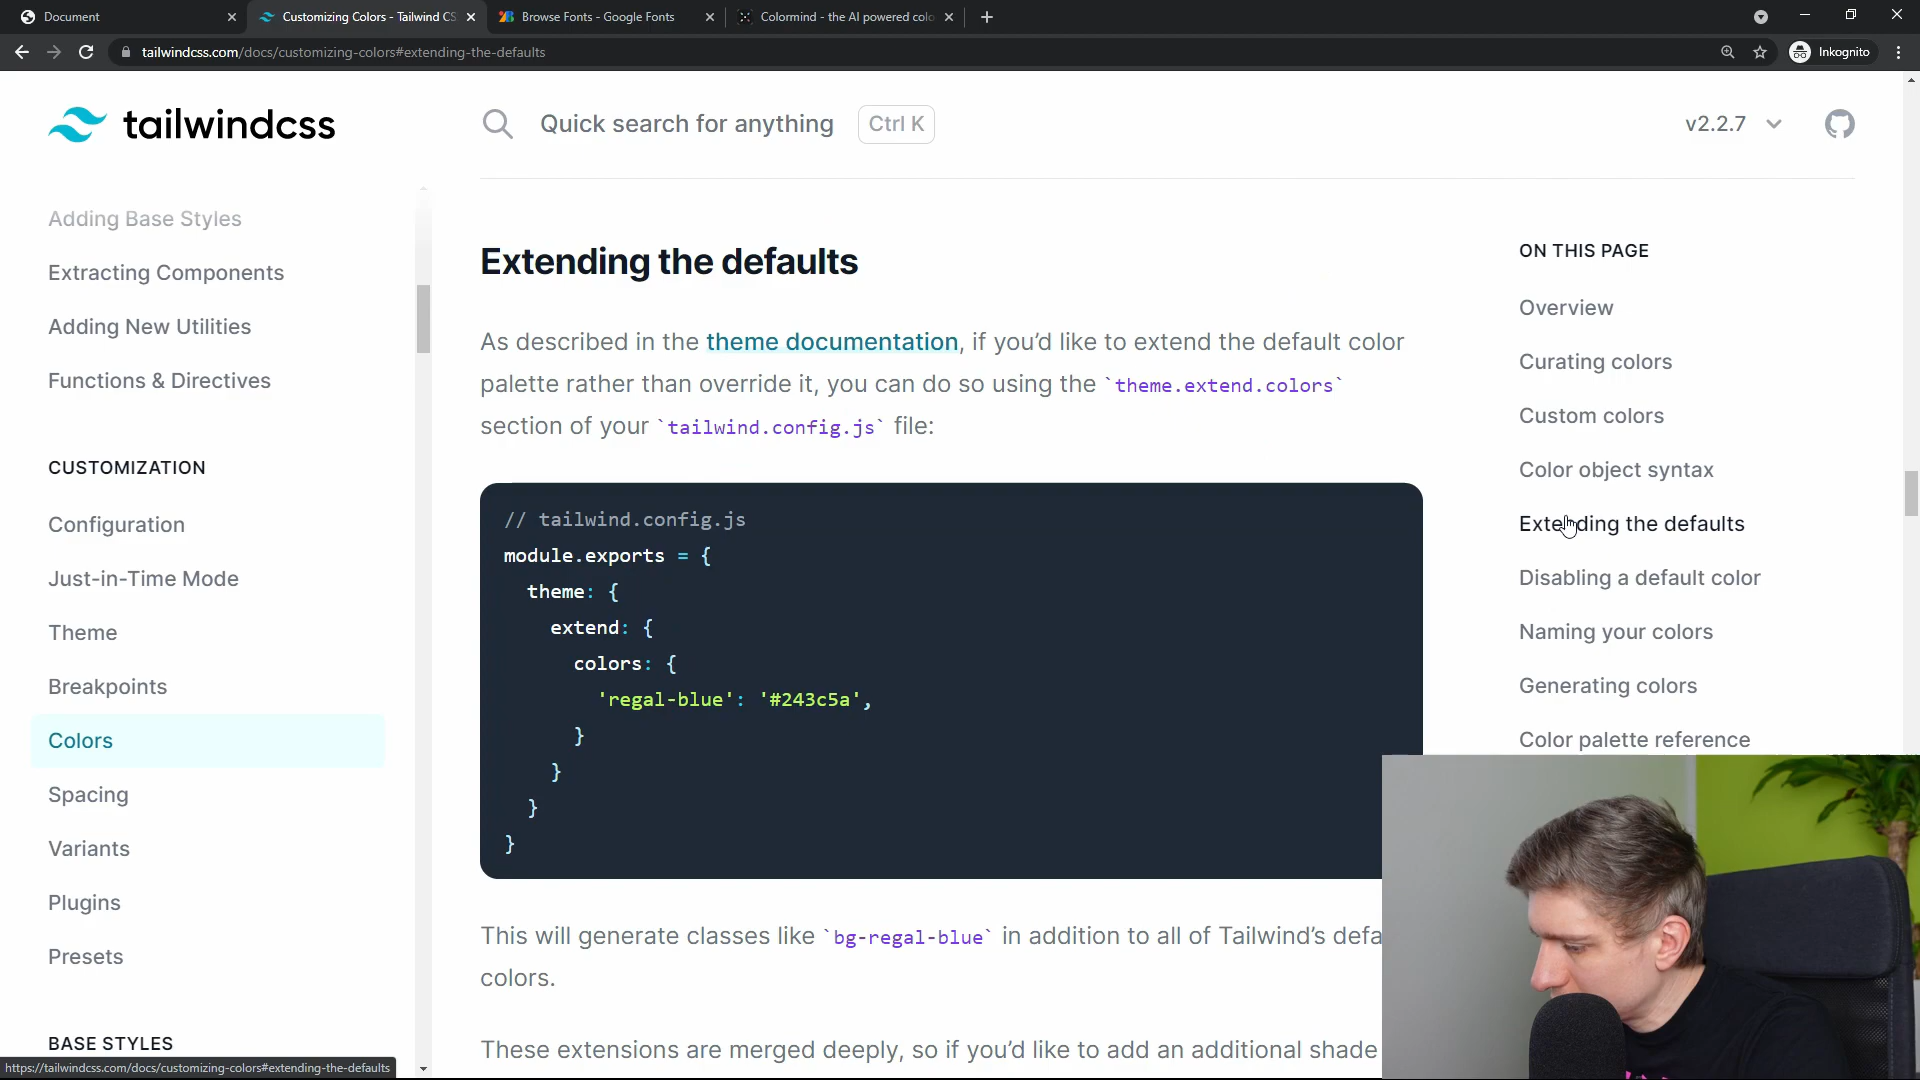 Document
Customizing Colors - Tailwind CS
Browse Fonts - Google Fonts
Colormind - the AI powered colo
tailwindcss.com/docs/customizing-colors#extending-the-defaults
Inkognito
tailwindcss
Quick search for anything
Ctrl K
v2.2.7
Adding Base Styles
Extracting Components
Adding New Utilities
Functions & Directives
CUSTOMIZATION
Configuration
Just-in-Time Mode
Theme
Breakpoints
Colors
Spacing
Variants
Plugins
Presets
BASE STYLES
https://tailwindcss.com/docs/customizing-colors#extending-the-defaults
Extending the defaults
As described in the theme documentation, if you’d like to extend the default color
palette rather than override it, you can do so using the `theme.extend.colors`
section of your `tailwind.config.js` file:
// tailwind.config.js
module.exports = {
theme: {
extend: {
colors: {
'regal-blue': '#243c5a',
}
}
}
}
This will generate classes like `bg-regal-blue` in addition to all of Tailwind’s defa
colors.
These extensions are merged deeply, so if you’d like to add an additional shade
ON THIS PAGE
Overview
Curating colors
Custom colors
Color object syntax
Extending the defaults
Disabling a default color
Naming your colors
Generating colors
Color palette reference